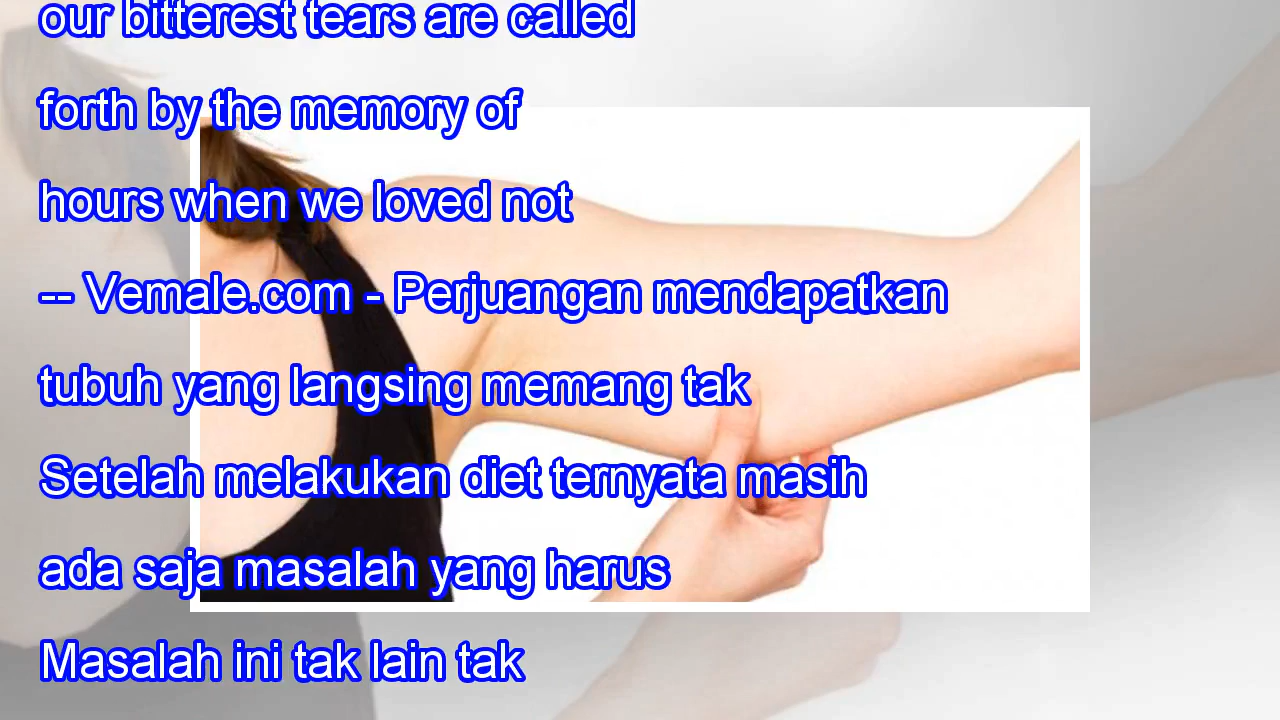 our bitterest tears are called
forth by the memory of
hours when we loved not
-- Vemale.com - Perjuangan mendapatkan
tubuh yang langsing memang tak
Setelah melakukan diet ternyata masih
ada saja masalah yang harus
Masalah ini tak lain tak